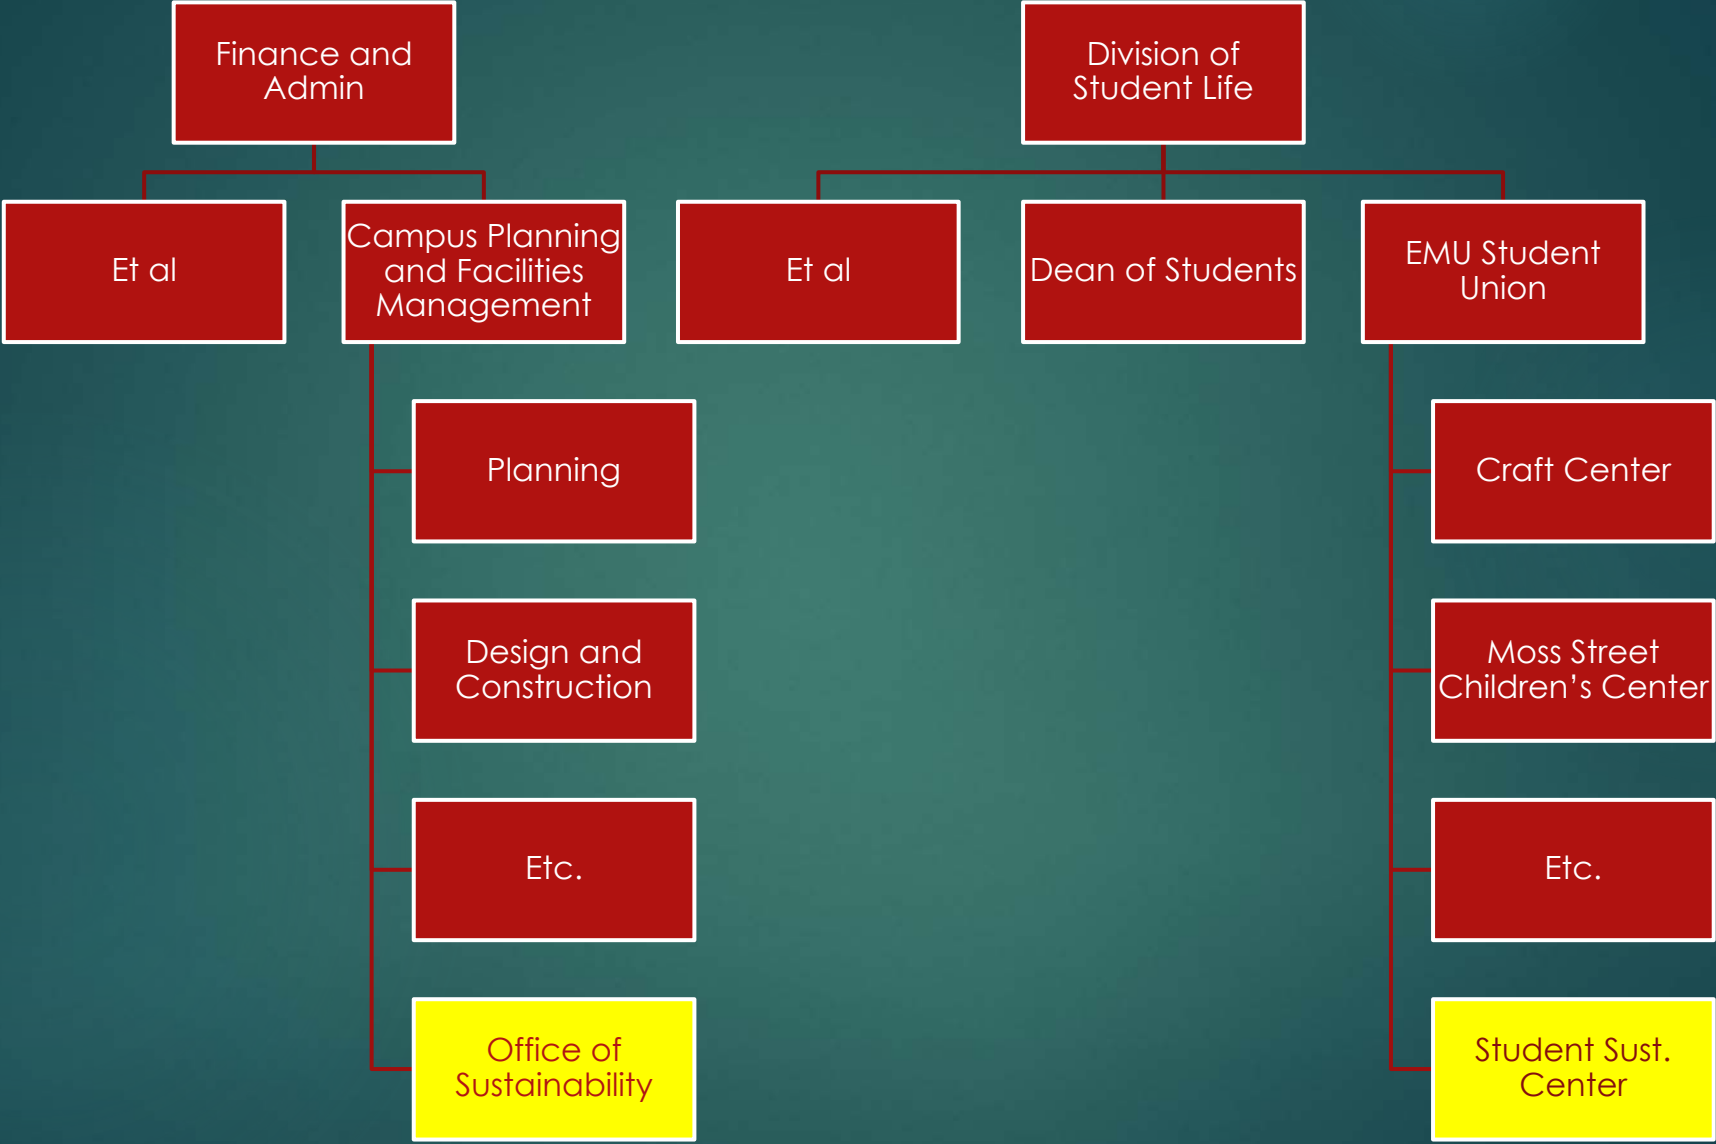 Finance and
Admin
Division of
Student Life
Et al
Campus Planning
and Facilities
Management
Et al
Dean of Students
EMU Student
Union
Planning
Design and
Construction
Etc.
Office of
Sustainability
Craft Center
Moss Street
Children’s Center
Etc.
Student Sust.
Center